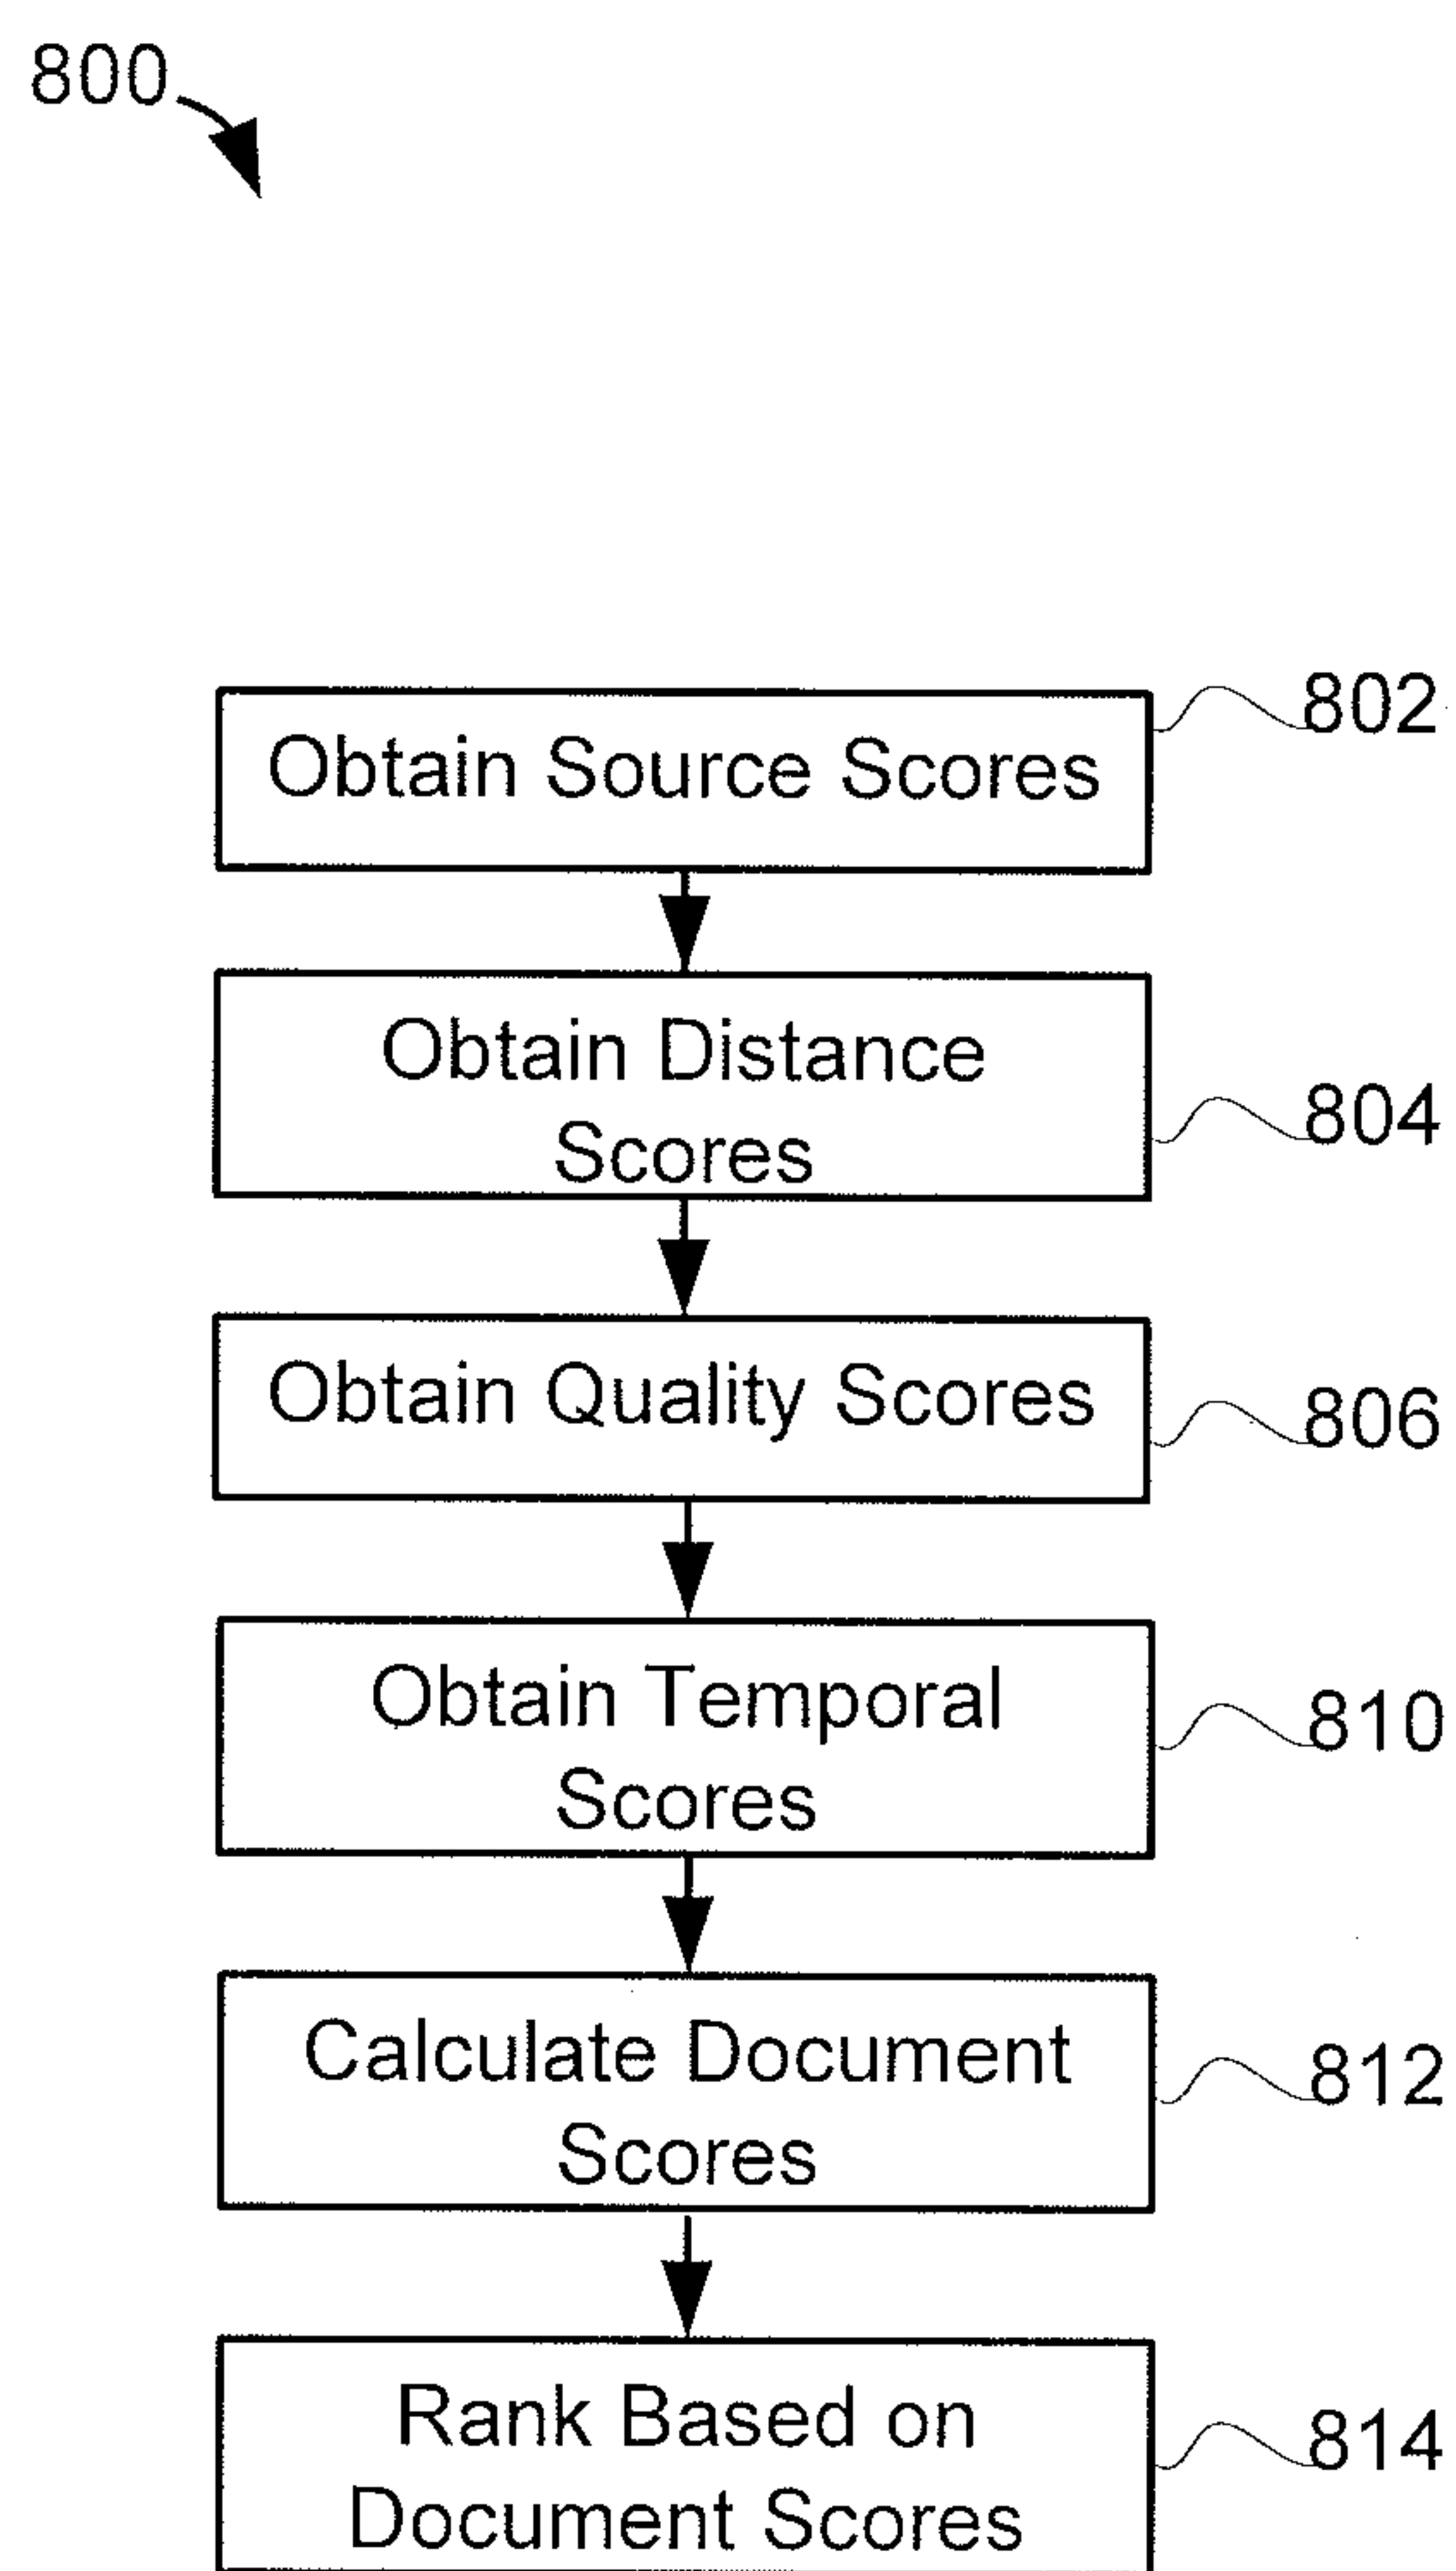 800
Obtain Source Scores
802
Obtain Distance
Scores
804
Obtain Quality Scores
806
Obtain Temporal
Scores
810
Calculate Document
Scores
812
Rank Based on
Document Scores
814